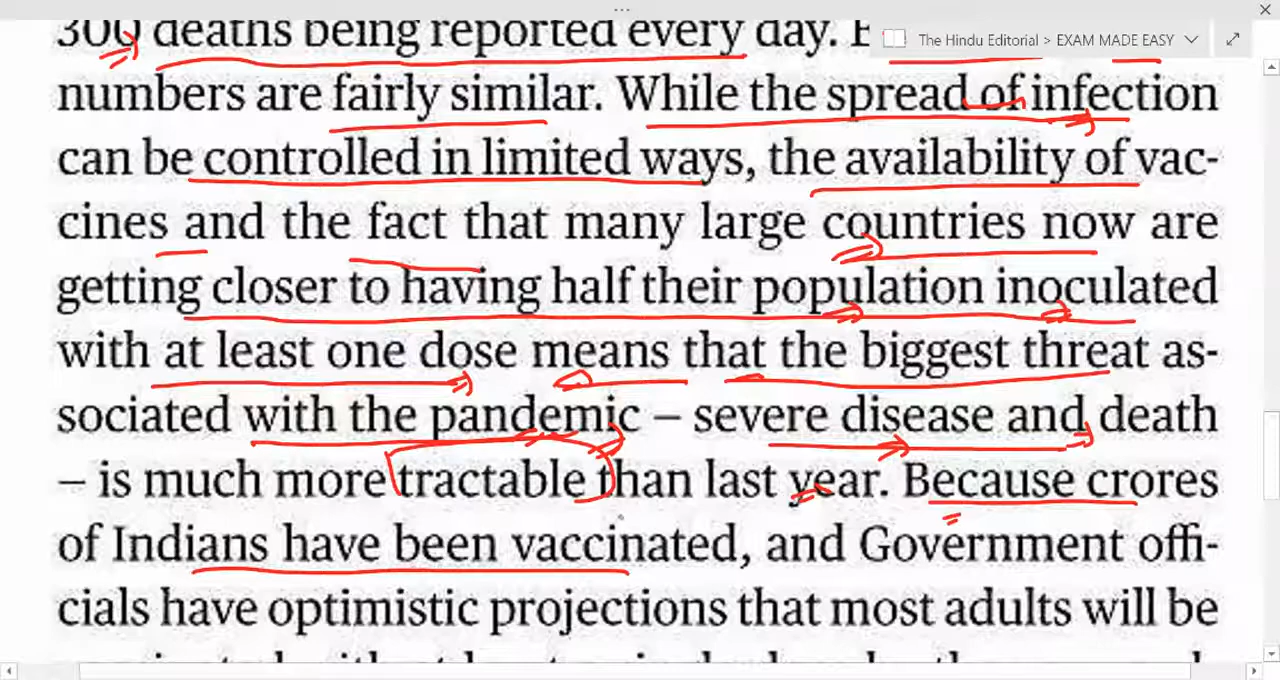 ...
300 deaths being reported every day.
The Hindu Editorial > EXAM MADE EASY
numbers are fairly similar. While the spread of infection
can be controlled in limited ways, the availability of vac-
cines and the fact that many large countries now are
getting closer to having half their population inoculated
with at least one dose means that the biggest threat as-
sociated with the pandemic – severe disease and death
– is much more tractable than last year. Because crores
of Indians have been vaccinated, and Government offi-
cials have optimistic projections that most adults will be